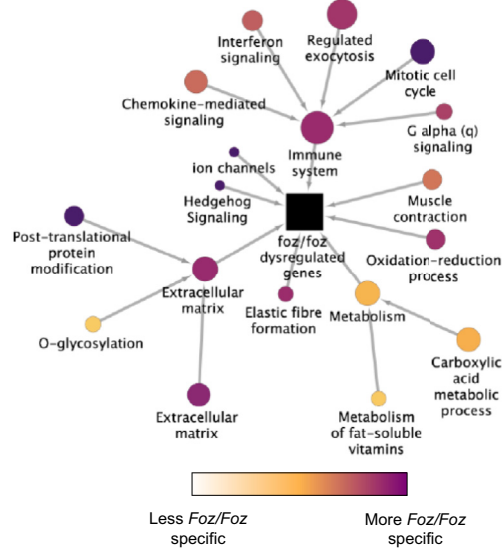 Interferon
signaling
Regulated
exocytosis
Mitotic cell
cycle
Chemokine-mediated
signaling
G alpha (q)
signaling
Immune
system
ion channels
Hedgehog
Signaling
Muscle
contraction
Post-translational
protein
modification
foz/foz
dysregulated
genes
Oxidation-reduction
process
Extracellular
matrix
Elastic fibre
formation
Metabolism
O-glycosylation
Carboxylic
acid
metabolic
process
Extracellular
matrix
Metabolism
of fat-soluble
vitamins
Less Foz/Foz
specific
More Foz/Foz
specific